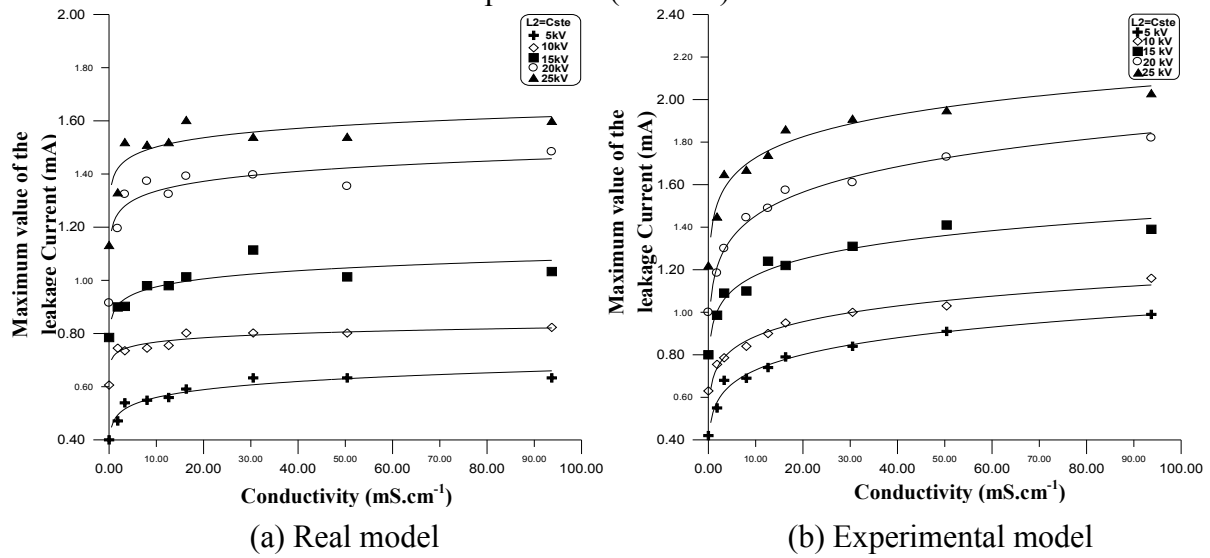 L2=Cste
5kV
10kV
15kV
20kV
25kV
2.00
1.80
1.60
1.40
1.20
1.00
0.80
0.60
0.40
Maximum value of the
leakage Current (mA)
0.00
10.00
20.00
30.00
40.00
50.00
60.00
70.00
80.00
90.00
100.00
Conductivity (mS.cm⁻¹)
(a) Real model
L2=Cste
5 kV
10 kV
15 kV
20 kV
25 kV
2.40
2.20
2.00
1.80
1.60
1.40
1.20
1.00
0.80
0.60
0.40
Maximum value of the
leakage Current (mA)
0.00
10.00
20.00
30.00
40.00
50.00
60.00
70.00
80.00
90.00
100.00
Conductivity (mS.cm⁻¹)
(b) Experimental model